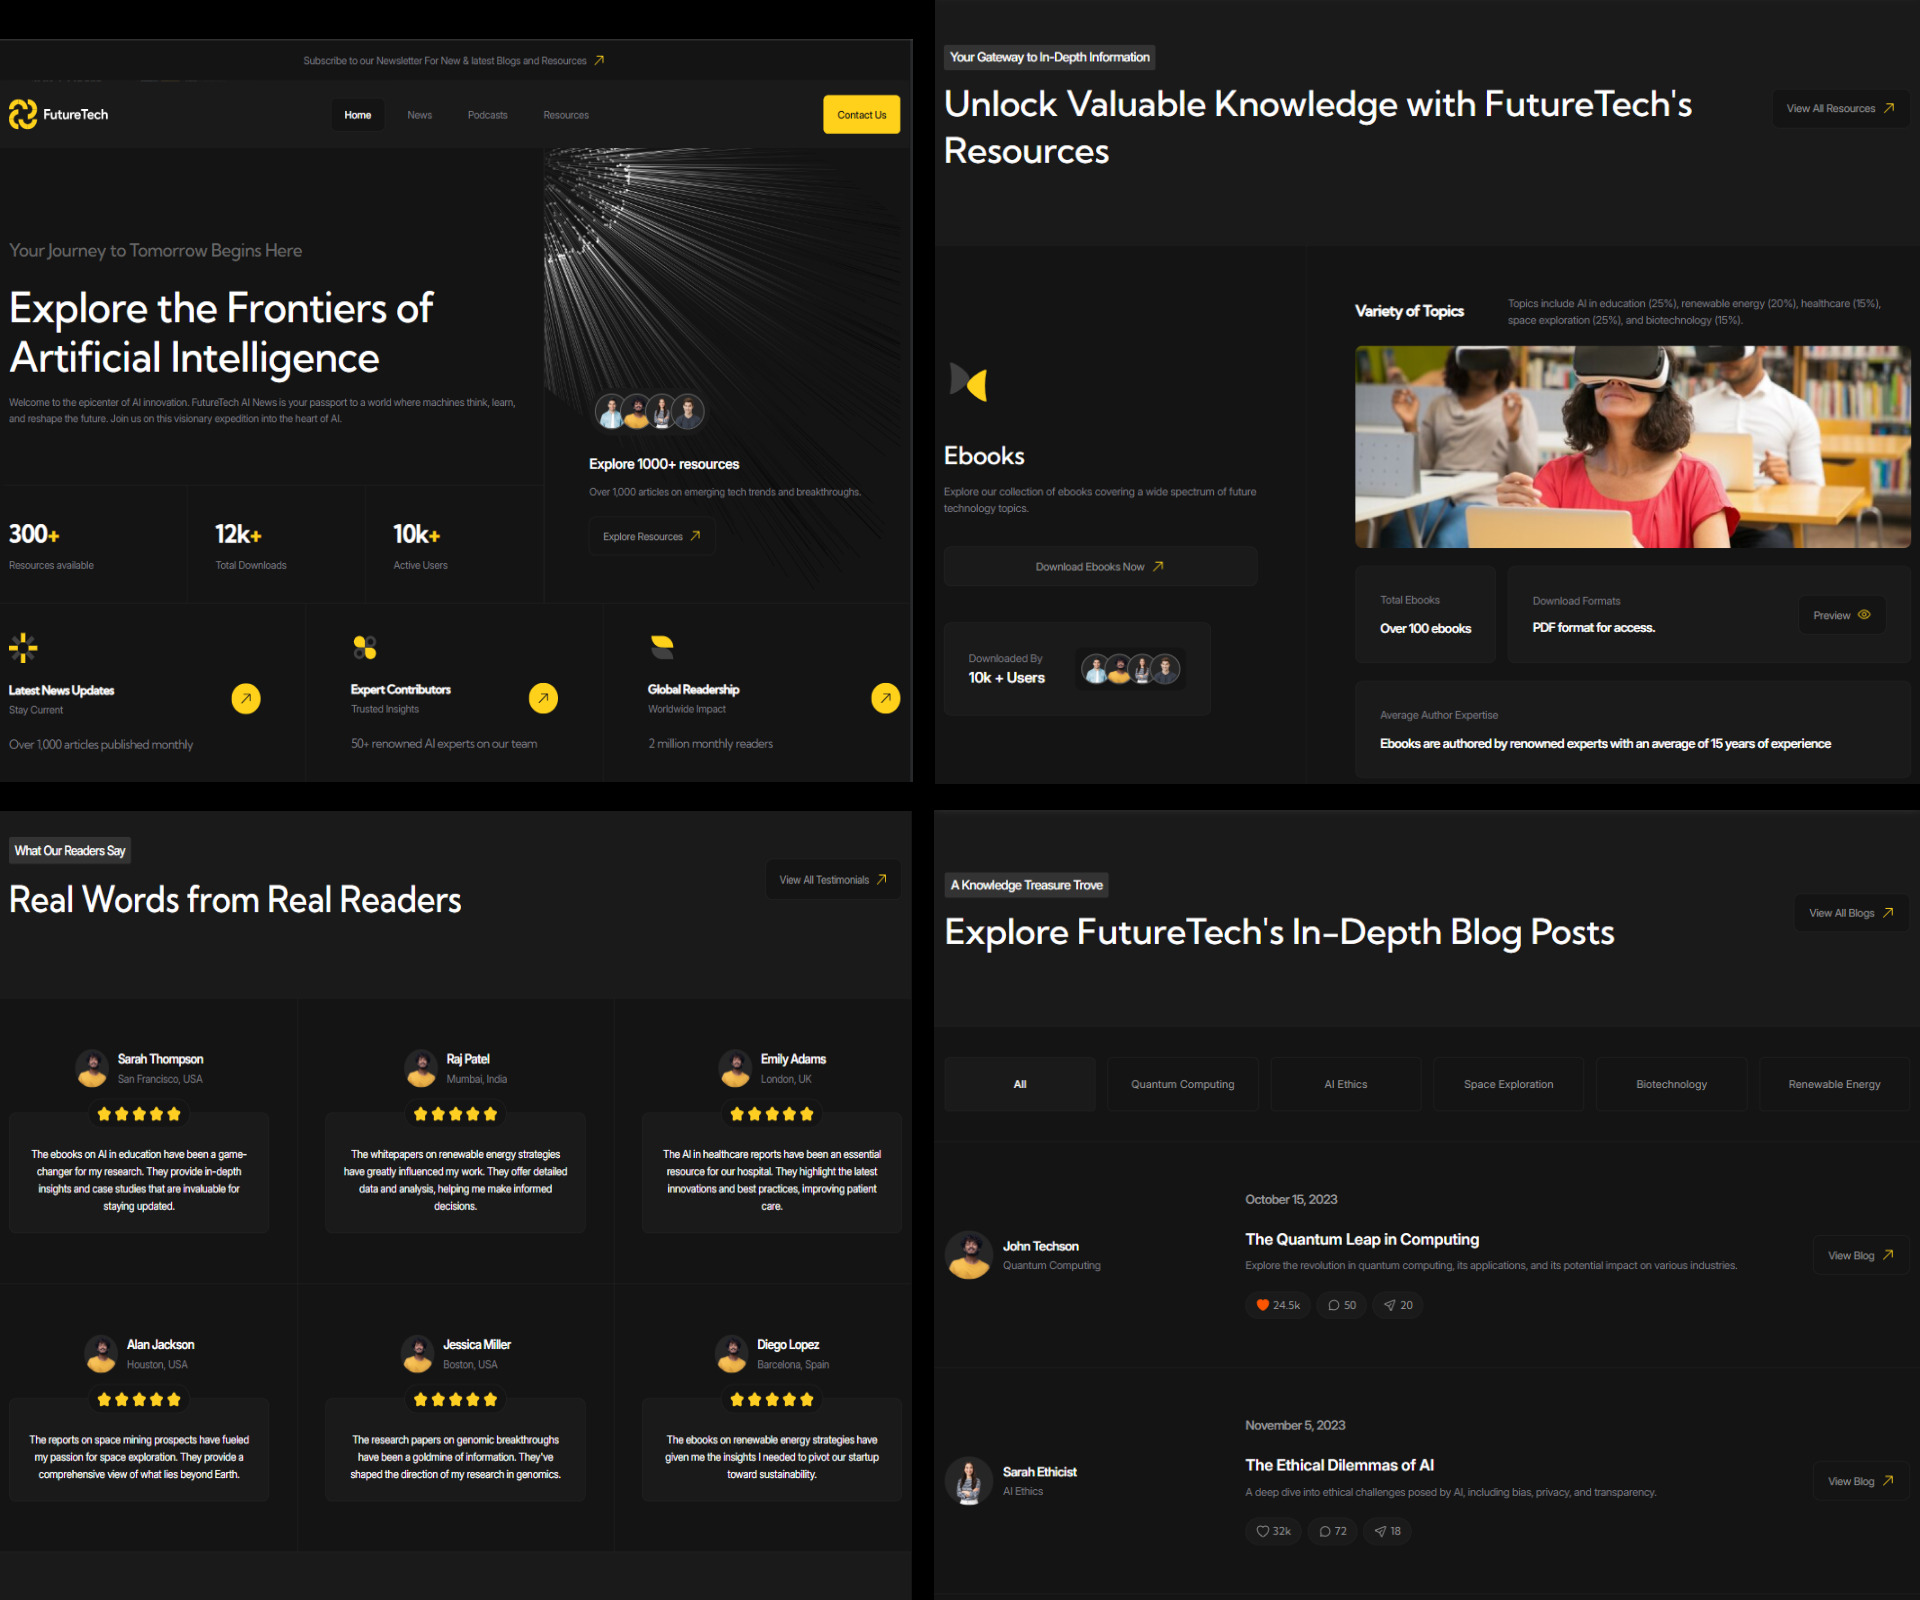 Subscribe to our Newsletter For New & latest Blogs and Resources
FutureTech
Home
News
Podcasts
Resources
Contact Us
Your Journey to Tomorrow Begins Here
Explore the Frontiers of
Artificial Intelligence
Welcome to the epicenter of AI innovation. FutureTech AI News is your passport to a world where machines think, learn,
and reshape the future. Join us on this visionary expedition into the heart of AI.
Explore 1000+ resources
Over 1,000 articles on emerging tech trends and breakthroughs.
Explore Resources
300+
Resources available
12k+
Total Downloads
10k+
Active Users
Latest News Updates
Stay Current
Over 1,000 articles published monthly
Expert Contributors
Trusted Insights
50+ renowned AI experts on our team
Global Readership
Worldwide Impact
2 million monthly readers
Your Gateway to In-Depth Information
Unlock Valuable Knowledge with FutureTech's
Resources
View All Resources
Ebooks
Explore our collection of ebooks covering a wide spectrum of future
technology topics.
Download Ebooks Now
Downloaded By
10k + Users
Variety of Topics
Topics include AI in education (25%), renewable energy (20%), healthcare (15%),
space exploration (25%), and biotechnology (15%).
Total Ebooks
Over 100 ebooks
Download Formats
PDF format for access.
Preview
Average Author Expertise
Ebooks are authored by renowned experts with an average of 15 years of experience
What Our Readers Say
Real Words from Real Readers
View All Testimonials
Sarah Thompson
San Francisco, USA
The ebooks on AI in education have been a game-
changer for my research. They provide in-depth
insights and case studies that are invaluable for
staying updated.
Raj Patel
Mumbai, India
The whitepapers on renewable energy strategies
have greatly influenced my work. They offer detailed
data and analysis, helping me make informed
decisions.
Emily Adams
London, UK
The AI in healthcare reports have been an essential
resource for our hospital. They highlight the latest
innovations and best practices, improving patient
care.
Alan Jackson
Houston, USA
The reports on space mining prospects have fueled
my passion for space exploration. They provide a
comprehensive view of what lies beyond Earth.
Jessica Miller
Boston, USA
The research papers on genomic breakthroughs
have been a goldmine of information. They've
shaped the direction of my research in genomics.
Diego Lopez
Barcelona, Spain
The ebooks on renewable energy strategies have
given me the insights I needed to pivot our startup
toward sustainability.
A Knowledge Treasure Trove
Explore FutureTech's In-Depth Blog Posts
View All Blogs
All
Quantum Computing
AI Ethics
Space Exploration
Biotechnology
Renewable Energy
John Techson
Quantum Computing
October 15, 2023
The Quantum Leap in Computing
Explore the revolution in quantum computing, its applications, and its potential impact on various industries.
24.5k
50
20
View Blog
Sarah Ethicist
AI Ethics
November 5, 2023
The Ethical Dilemmas of AI
A deep dive into ethical challenges posed by AI, including bias, privacy, and transparency.
32k
72
18
View Blog